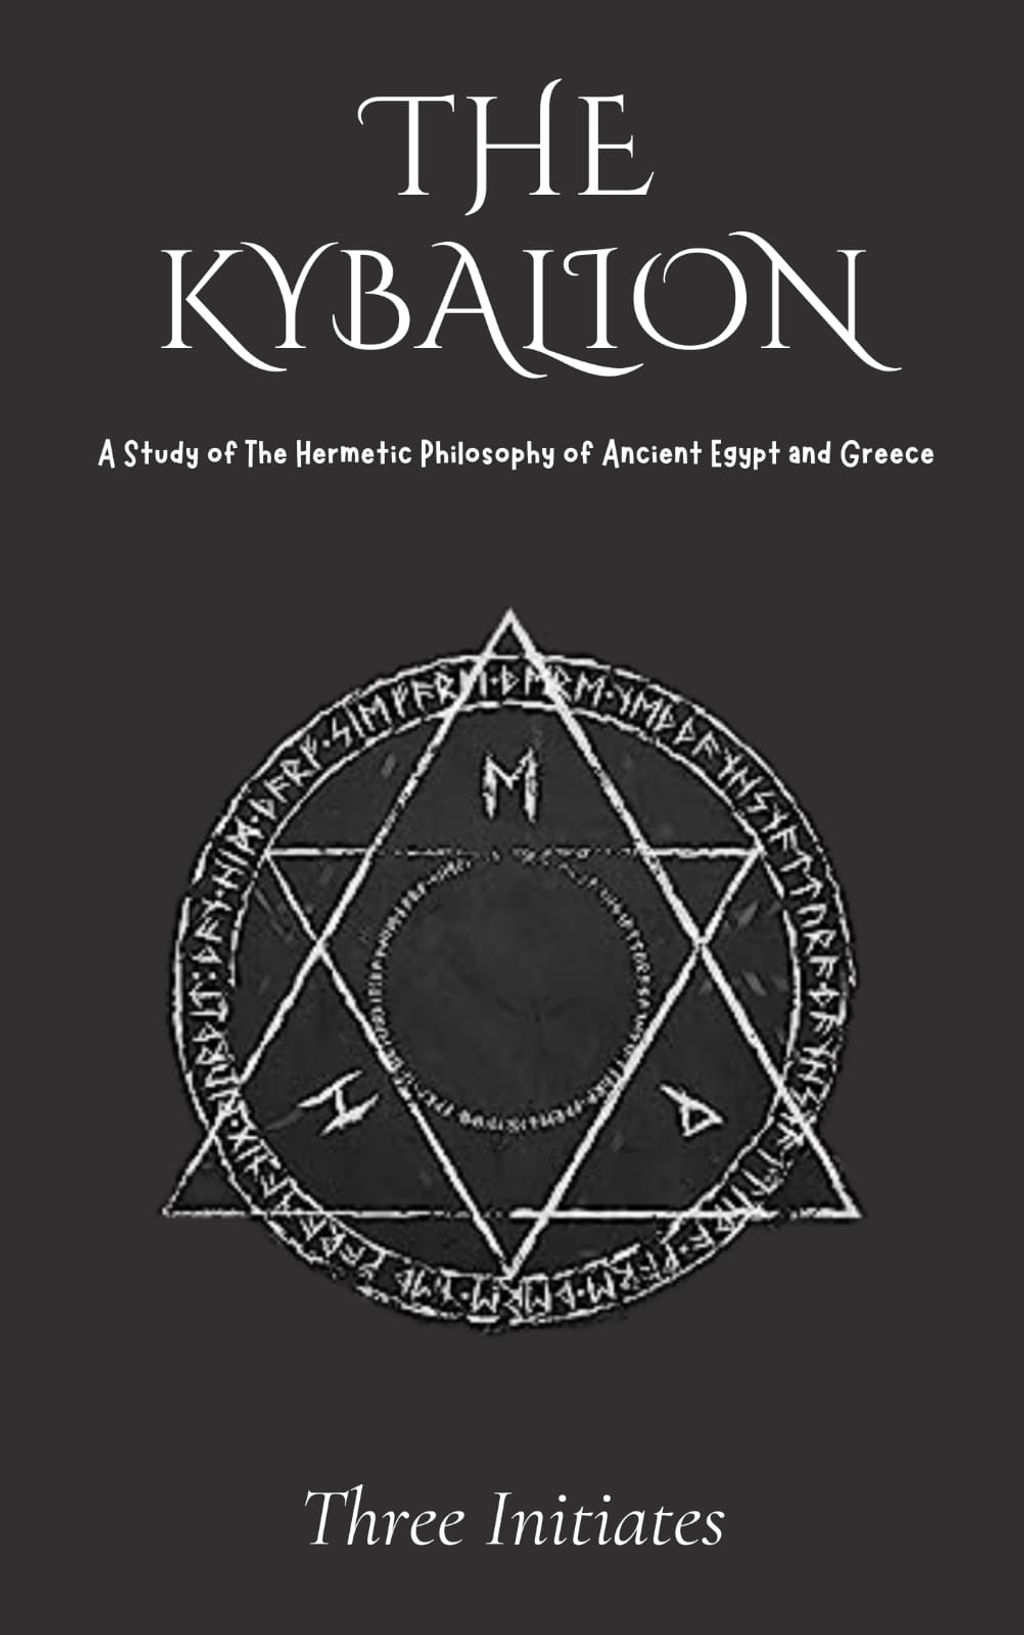 THE
KYBALION
A Study of The Hermetic Philosophy of Ancient Egypt and Greece
Three Initiates